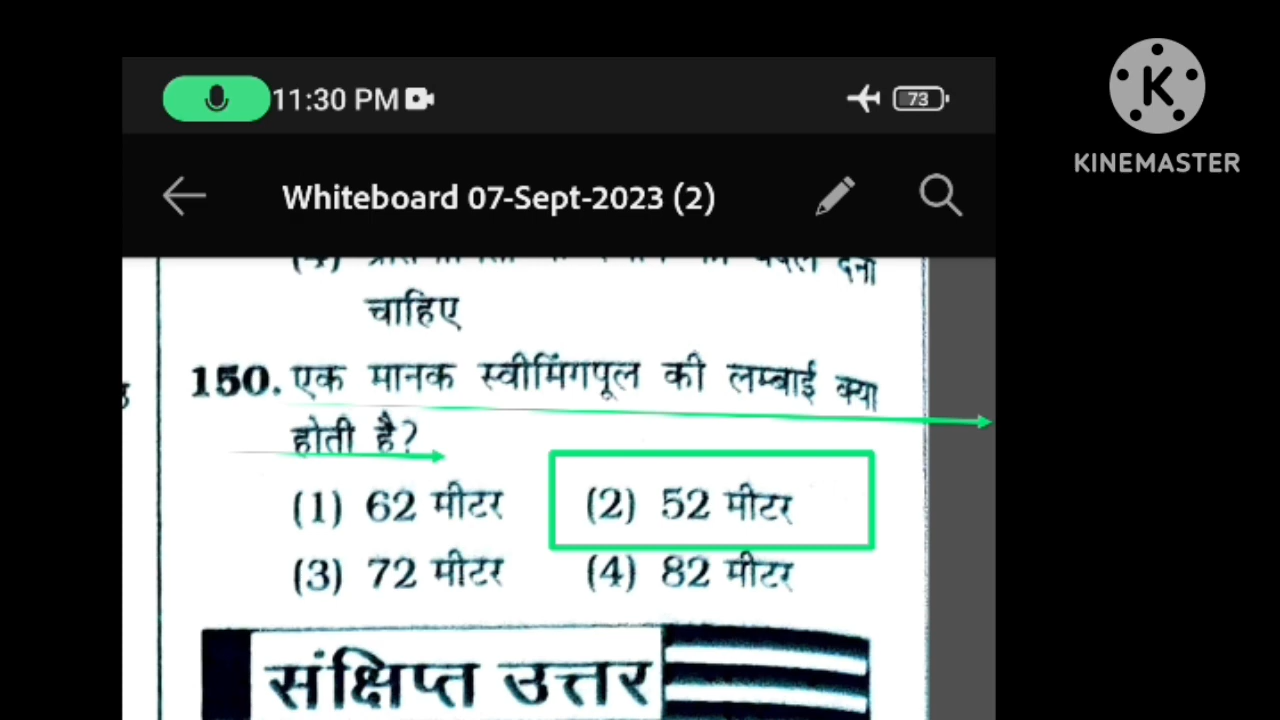 11:30 PM
73
K
KINEMASTER
Whiteboard 07-Sept-2023 (2)
देना
चाहिए
150. एक मानक स्वीमिंगपूल की लम्बाई क्या
होती है?
(1) 62 मीटर (2) 52 मीटर
(3) 72 मीटर (4) 82 मीटर
संक्षिप्त उत्तर